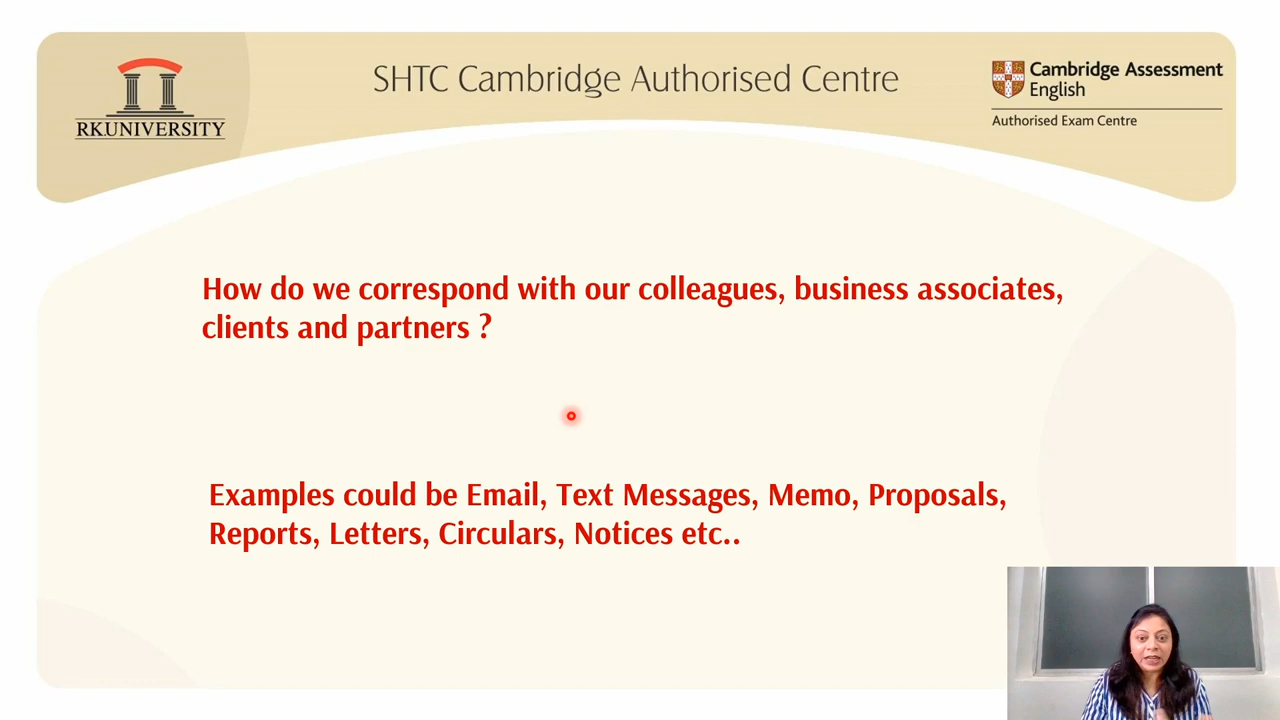 RKUNIVERSITY
SHTC Cambridge Authorised Centre
Cambridge Assessment
English
Authorised Exam Centre
How do we correspond with our colleagues, business associates,
clients and partners ?
Examples could be Email, Text Messages, Memo, Proposals,
Reports, Letters, Circulars, Notices etc..